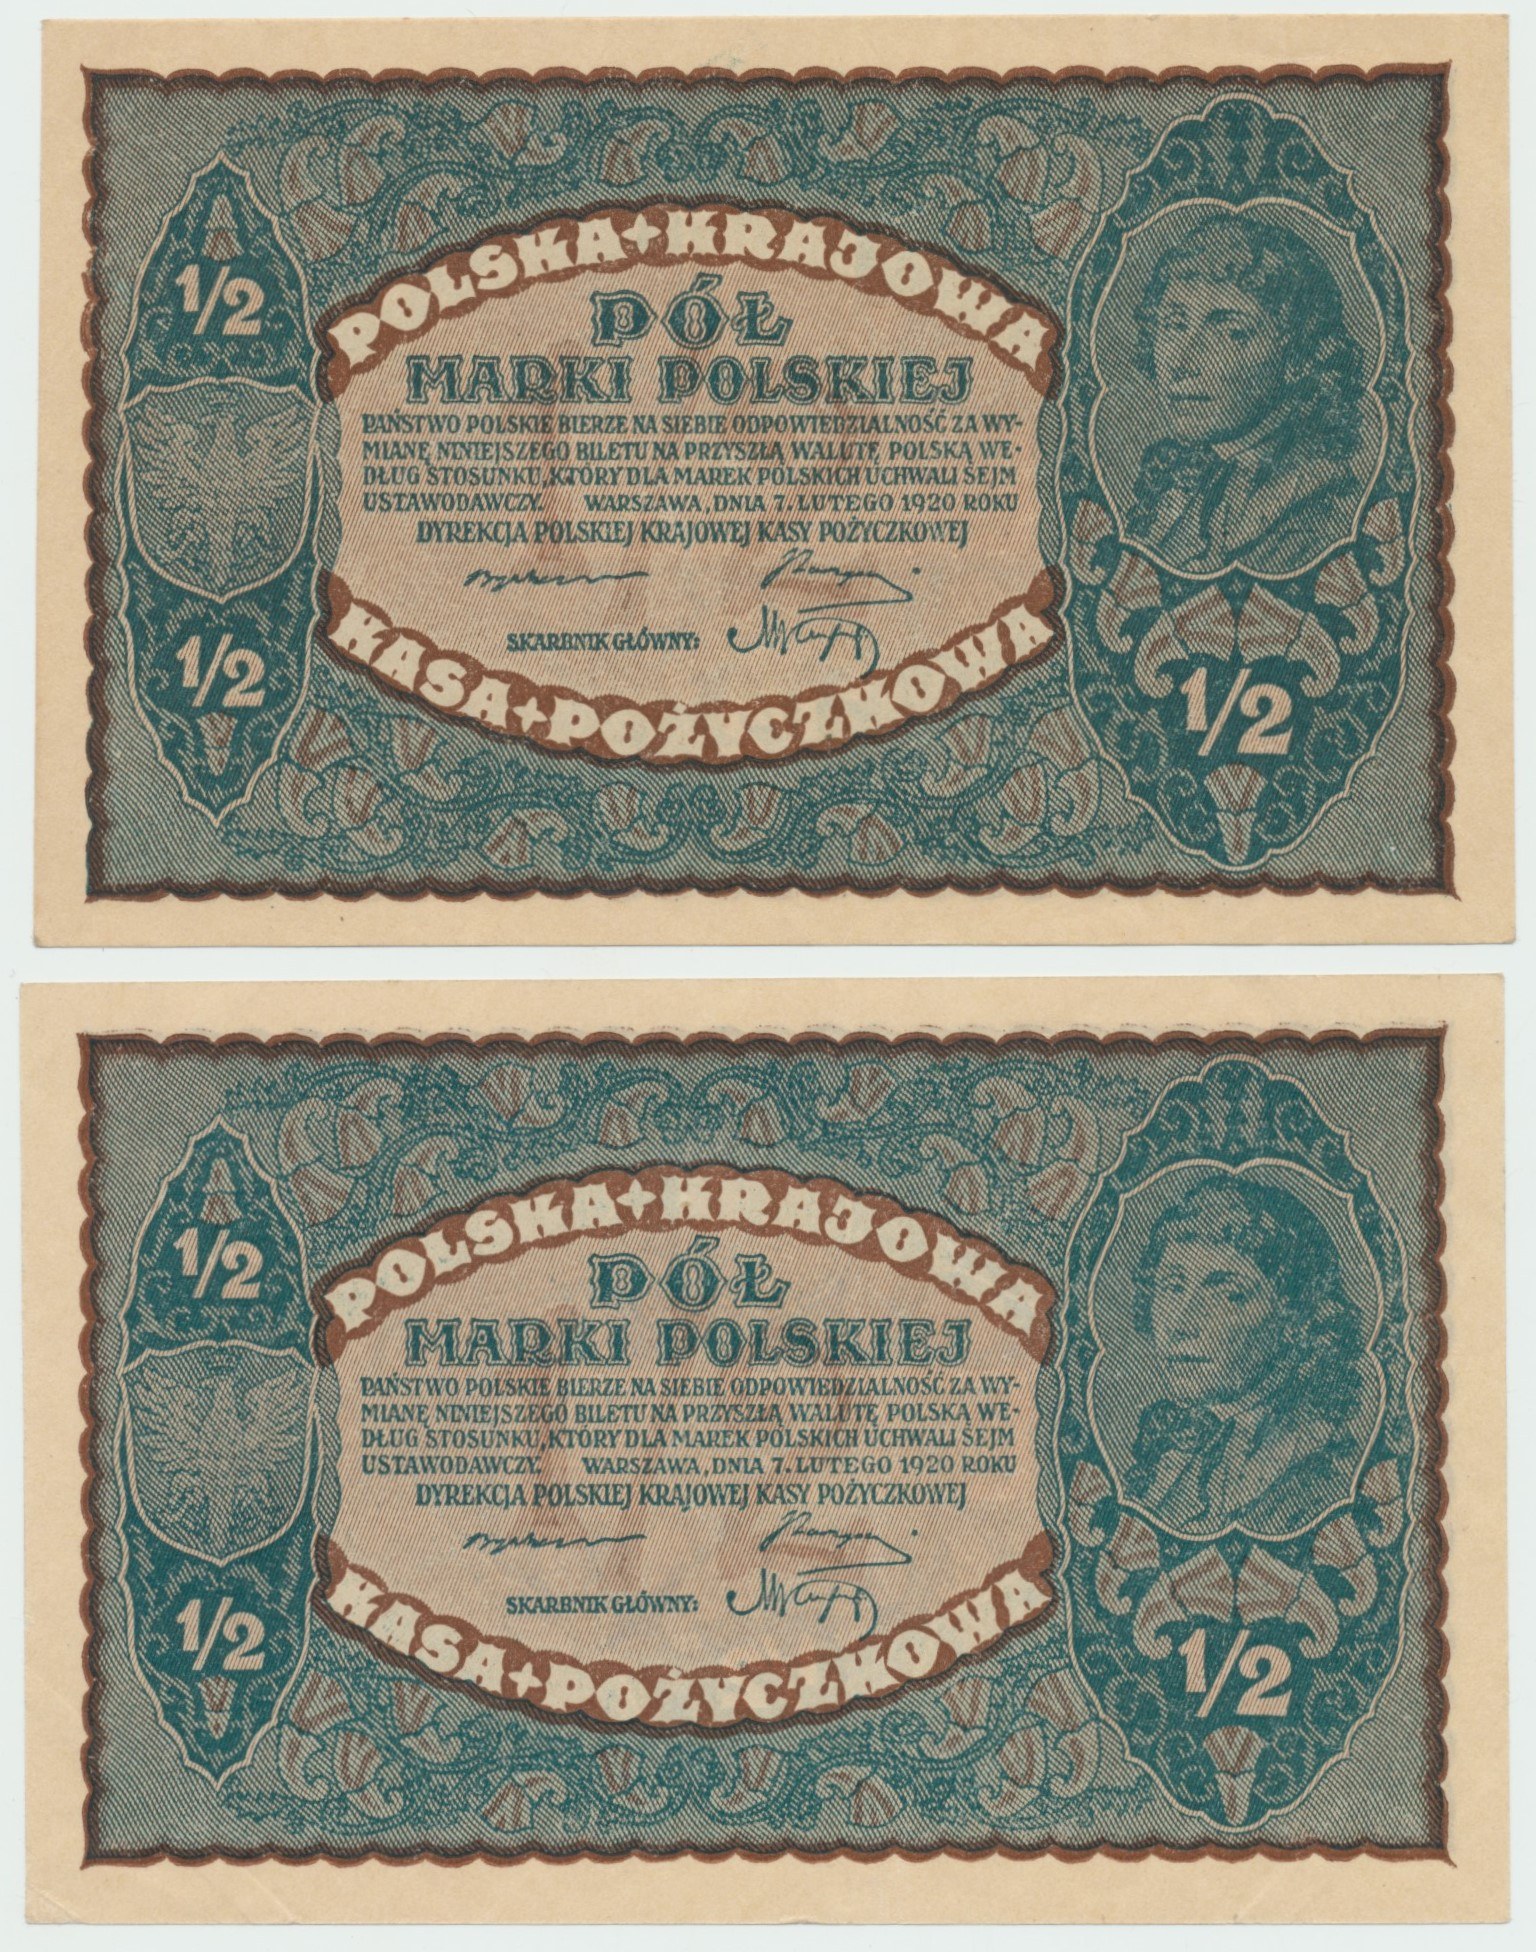 POLSKA + KRAJOWA
1/2
PÓŁ
MARKI POLSKIEJ
PAŃSTWO POLSKIE BIERZE NA SIEBIE ODPOWIEDZIALNOŚĆ ZA WY-
MIANĘ NINIEJSZEGO BILETU NA PRZYSZŁĄ WALUTĘ POLSKĄ WE-
DŁUG STOSUNKU, KTÓRY DLA MAREK POLSKICH UCHWALI SEJM
USTAWODAWCZY. WARSZAWA, DNIA 7. LUTEGO 1920 ROKU
DYREKCJA POLSKIEJ KRAJOWEJ KASY POŻYCZKOWEJ
SKARBNIK GŁÓWNY:
1/2
1/2
KASA + POŻYCZKOWA
POLSKA + KRAJOWA
1/2
PÓŁ
MARKI POLSKIEJ
PAŃSTWO POLSKIE BIERZE NA SIEBIE ODPOWIEDZIALNOŚĆ ZA WY-
MIANĘ NINIEJSZEGO BILETU NA PRZYSZŁĄ WALUTĘ POLSKĄ WE-
DŁUG STOSUNKU, KTÓRY DLA MAREK POLSKICH UCHWALI SEJM
USTAWODAWCZY. WARSZAWA, DNIA 7. LUTEGO 1920 ROKU
DYREKCJA POLSKIEJ KRAJOWEJ KASY POŻYCZKOWEJ
SKARBNIK GŁÓWNY:
1/2
1/2
KASA + POŻYCZKOWA